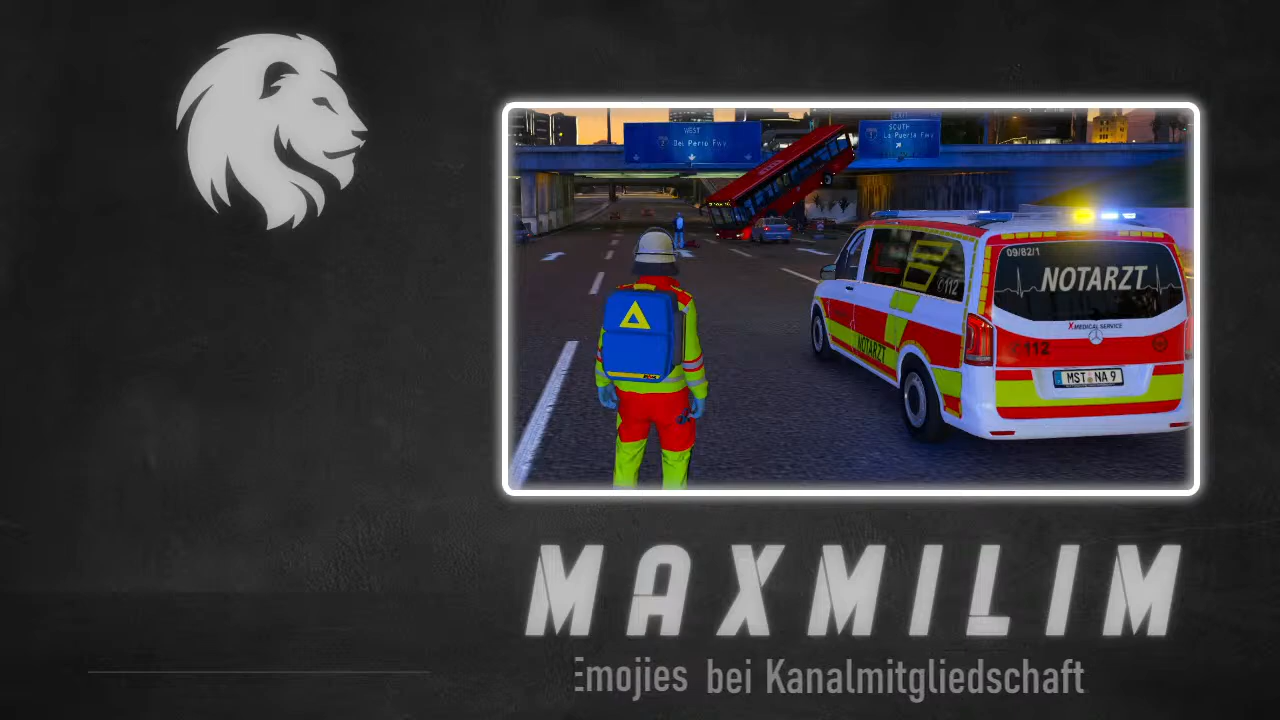 WEST
Del Perro Fwy
SOUTH
La Puerta Fwy
09/82/1
NOTARZT
112
X MEDICAL SERVICE
112
NOTARZT
MST NA 9
MAXMILIM
Emojies bei Kanalmitgliedschaft